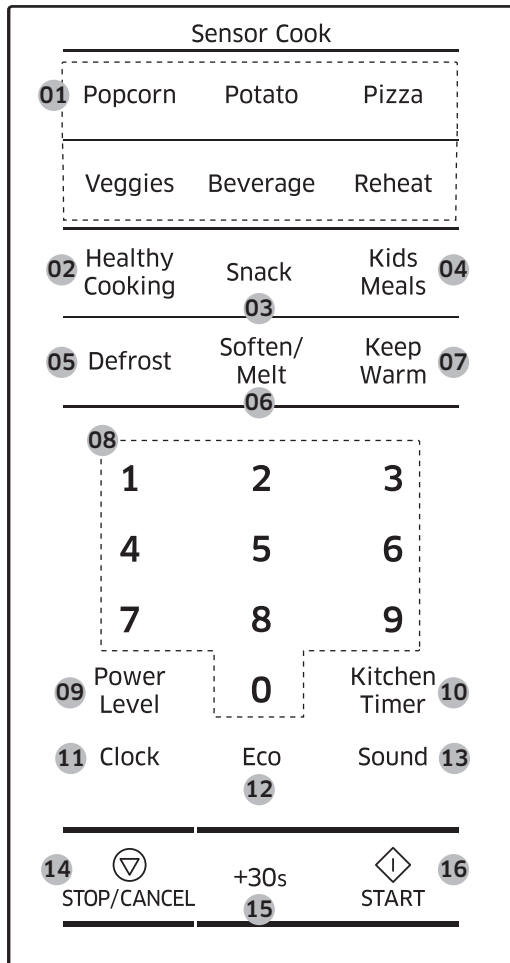 Sensor Cook
01 Popcorn Potato Pizza
Veggies Beverage Reheat
02 Healthy Cooking Snack 03 Kids Meals 04
05 Defrost Soften/ Melt 06 Keep Warm 07
08
1 2 3
4 5 6
7 8 9
09 Power Level 0 Kitchen Timer 10
11 Clock Eco 12 Sound 13
14 STOP/CANCEL +30s 15 START 16